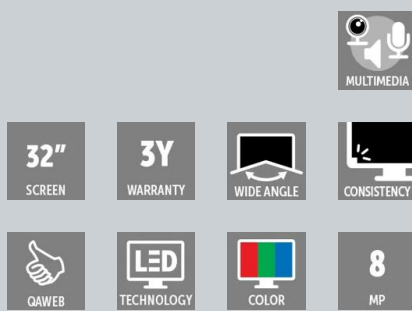 MULTIMEDIA
32"
SCREEN
3Y
WARRANTY
WIDE ANGLE
CONSISTENCY
QAWEB
LED
TECHNOLOGY
COLOR
8
MP